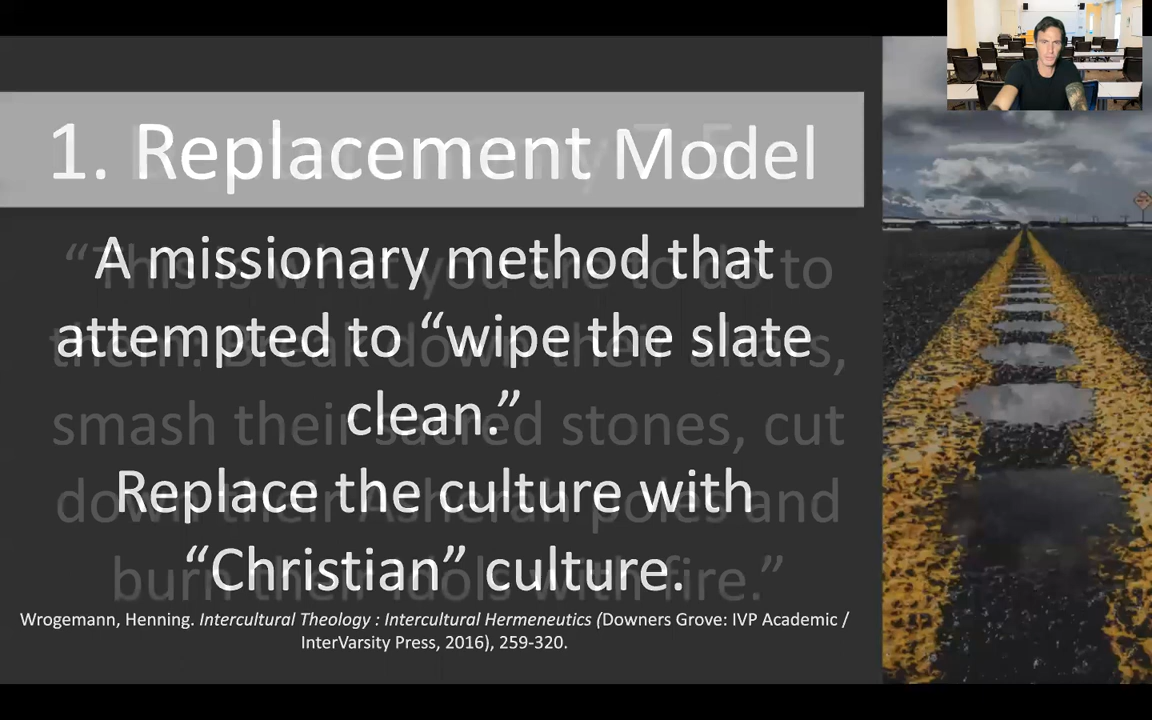 1. Replacement Model
A missionary method that
attempted to “wipe the slate
clean.”
Replace the culture with
“Christian” culture.
Wrogemann, Henning. Intercultural Theology : Intercultural Hermeneutics (Downers Grove: IVP Academic /
InterVarsity Press, 2016), 259-320.
“This is what you are to do to
them: Break down their altars,
smash their sacred stones, cut
down their Asherah poles and
burn their idols with fire.”